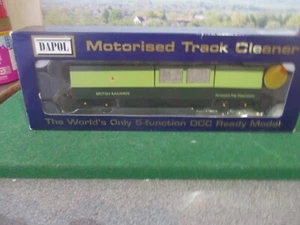 DAPOL
Motorised Track Cleaner
BRITISH RAILWAYS
The World's Only 5-function DCC Ready Model